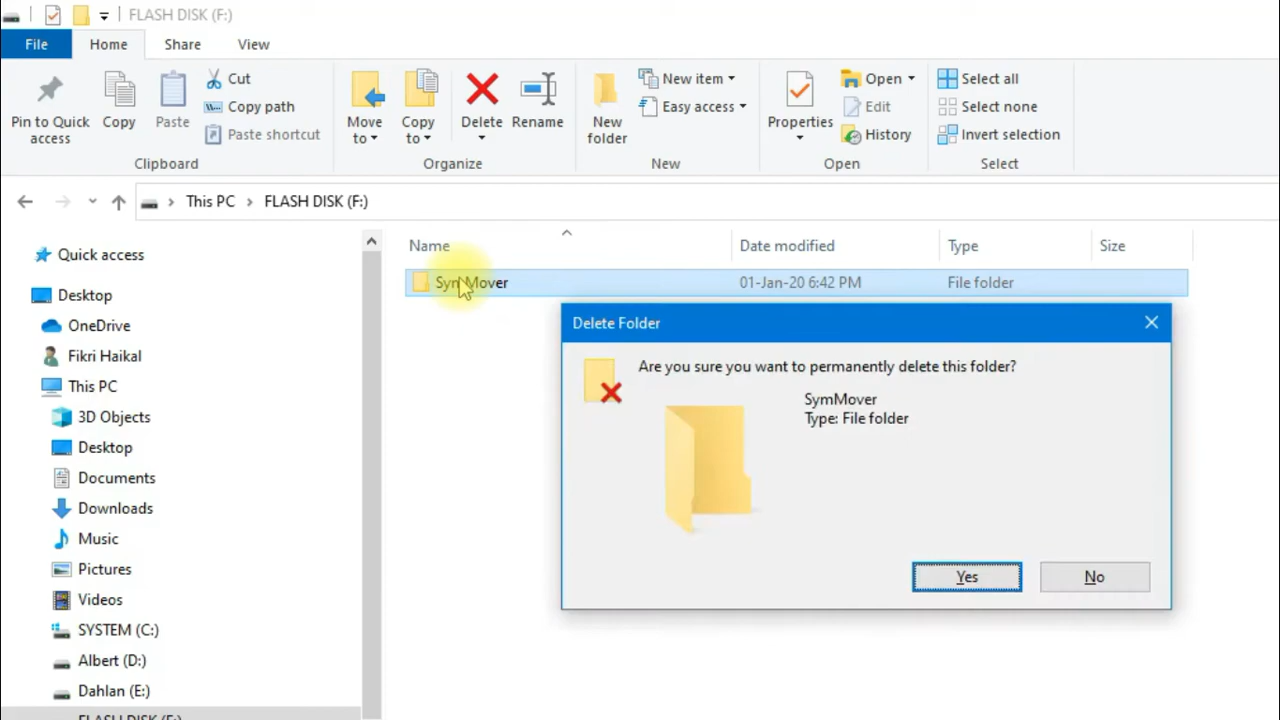 FLASH DISK (F:)
File Home Share View
Pin to Quick access
Copy
Paste
Cut
Copy path
Paste shortcut
Clipboard
Move to
Copy to
Delete
Rename
Organize
New folder
New item
Easy access
New
Properties
Open
Edit
History
Open
Select all
Select none
Invert selection
Select
This PC > FLASH DISK (F:)
Quick access
Desktop
OneDrive
Fikri Haikal
This PC
3D Objects
Desktop
Documents
Downloads
Music
Pictures
Videos
SYSTEM (C:)
Albert (D:)
Dahlan (E:)
FLASH DISK (F:)
Name Date modified Type Size
SymMover 01-Jan-20 6:42 PM File folder
Delete Folder
Are you sure you want to permanently delete this folder?
SymMover
Type: File folder
Yes No